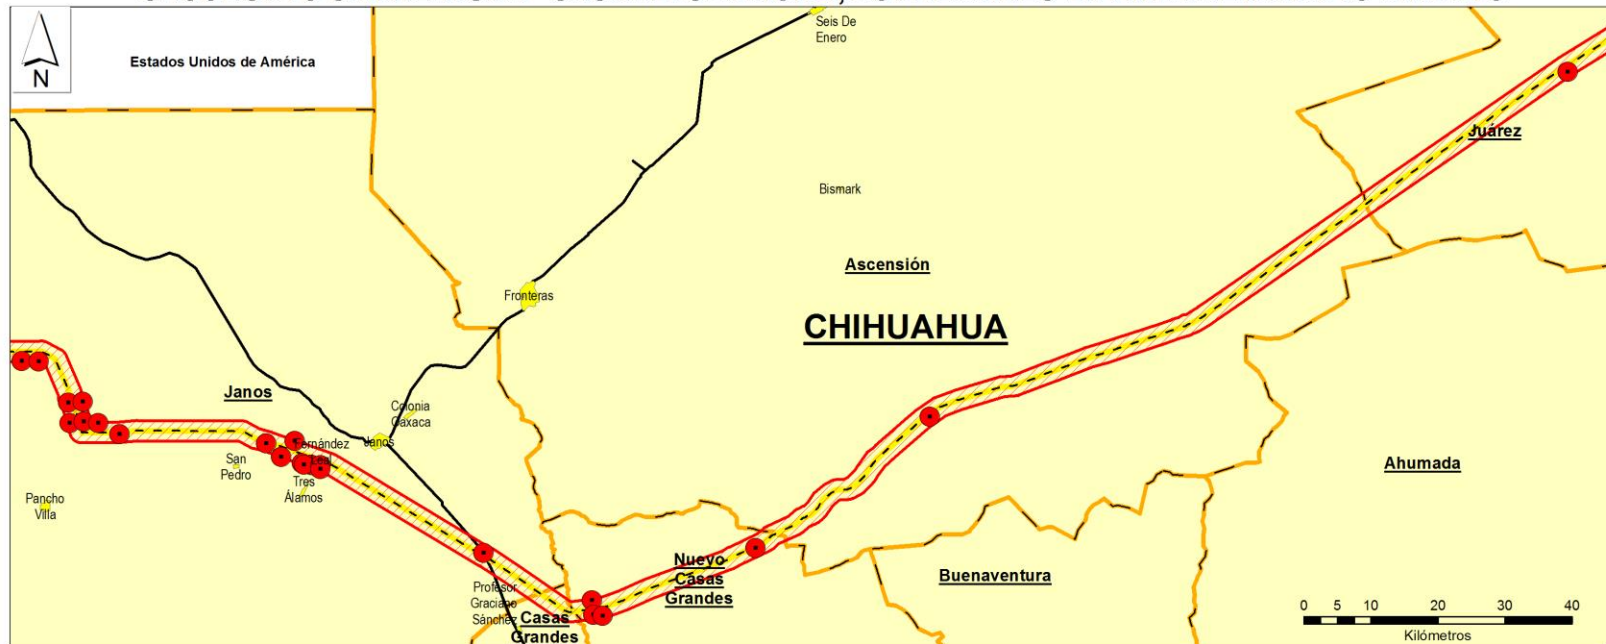 Seis De
Enero
Estados Unidos de América
N
Juárez
Bismark
Ascensión
Fronteras
CHIHUAHUA
Janos
Colonia
Oaxaca
Janos
Fernández
Leal
San
Pedro
Tres
Álamos
Pancho
Villa
Ahumada
Nuevo
Casas
Grandes
Buenaventura
Profesor
Graciano
Sánchez
Casas
Grandes
0 5 10 20 30 40
Kilómetros